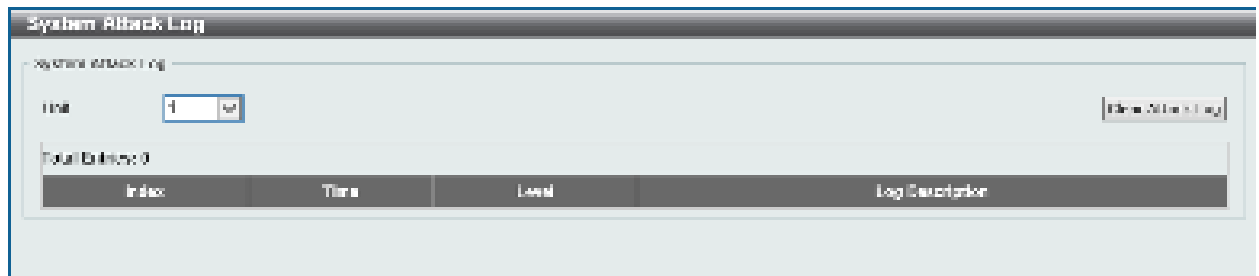 System Attack Log
System Attack Log
Unit 1 Clear Attack Log
Total Entries: 0
Index Time Level Log Description